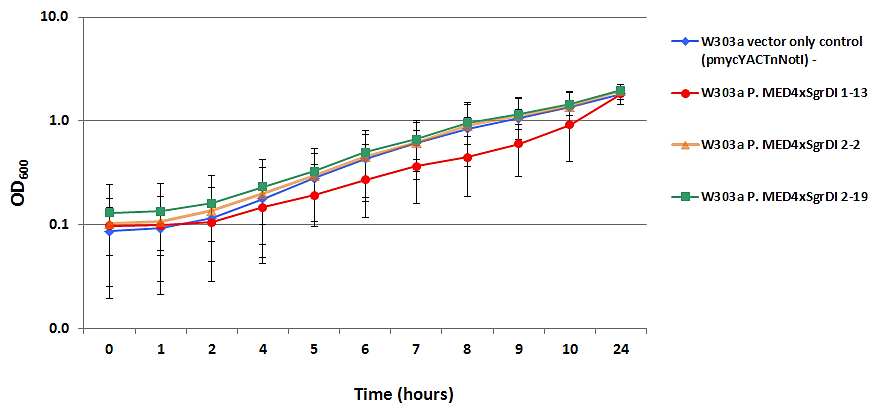 10.0
1.0
0.1
0.0
OD600
0 1 2 4 5 6 7 8 9 10 24
Time (hours)
W303a vector only control
(pmycYACTnNotI) -
W303a P. MED4xSgrDI 1-13
W303a P. MED4xSgrDI 2-2
W303a P. MED4xSgrDI 2-19